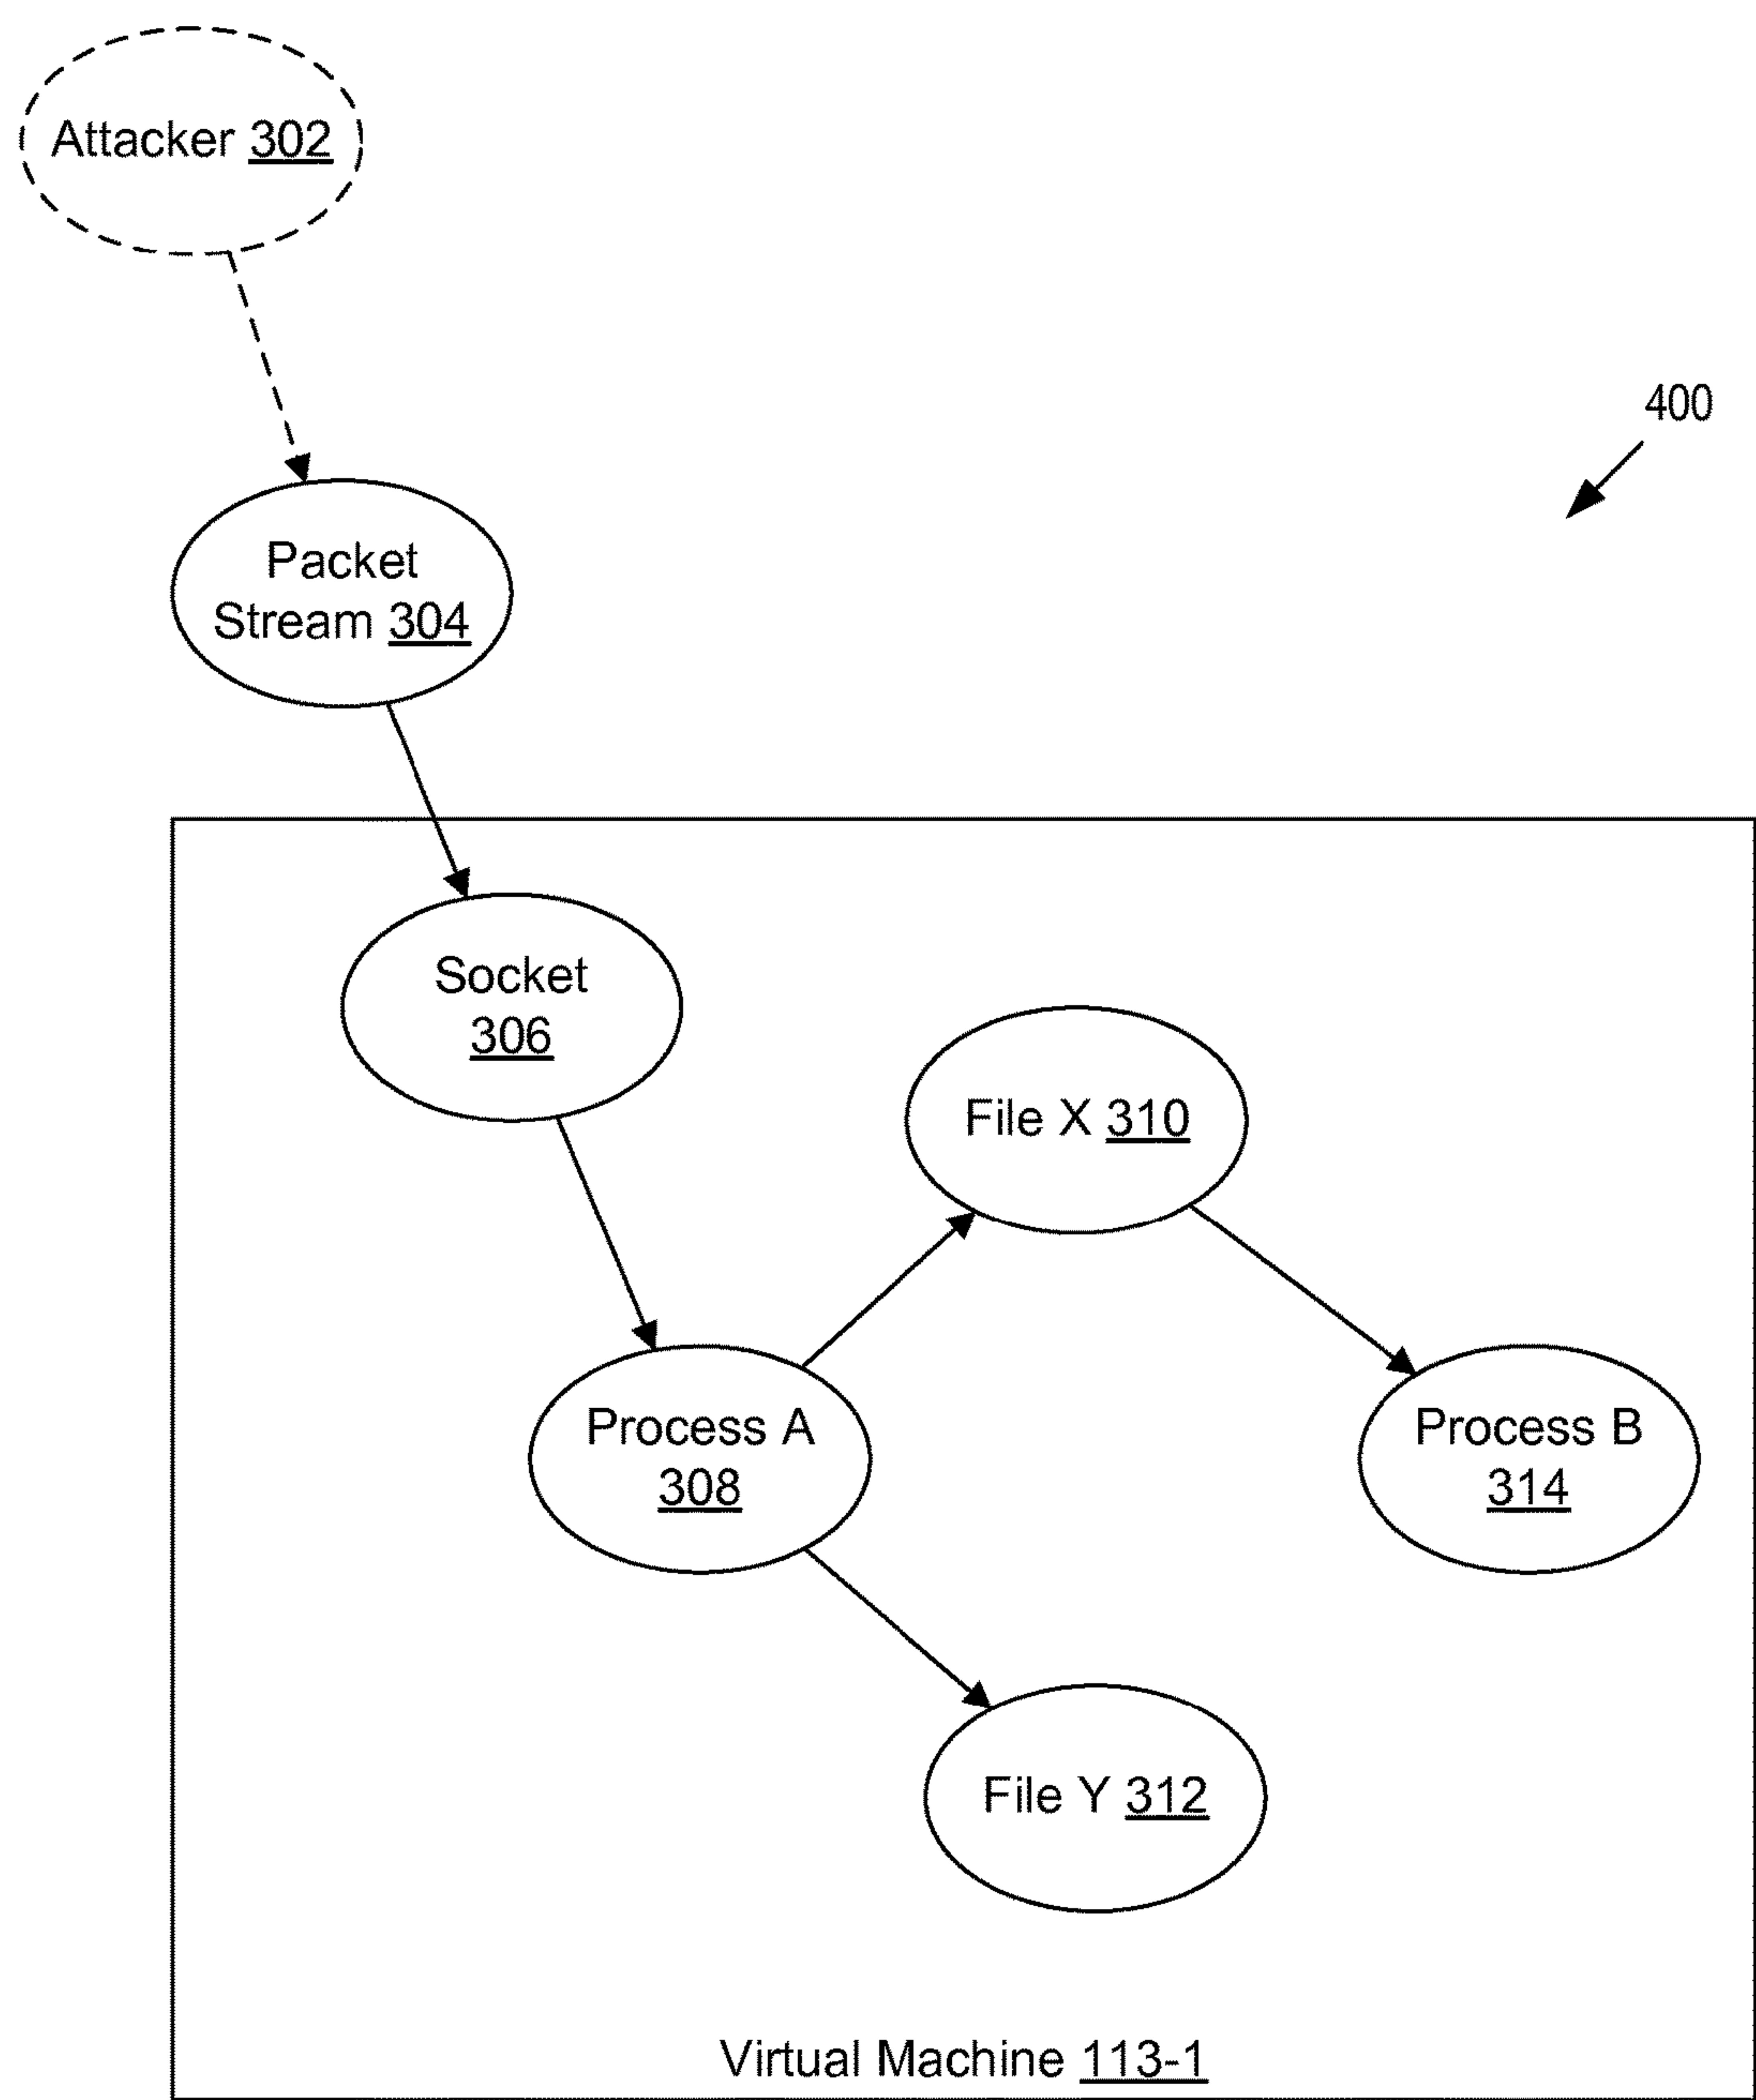 Attacker 302
400
Packet
Stream 304
Socket
306
File X 310
Process A
308
Process B
314
File Y 312
Virtual Machine 113-1